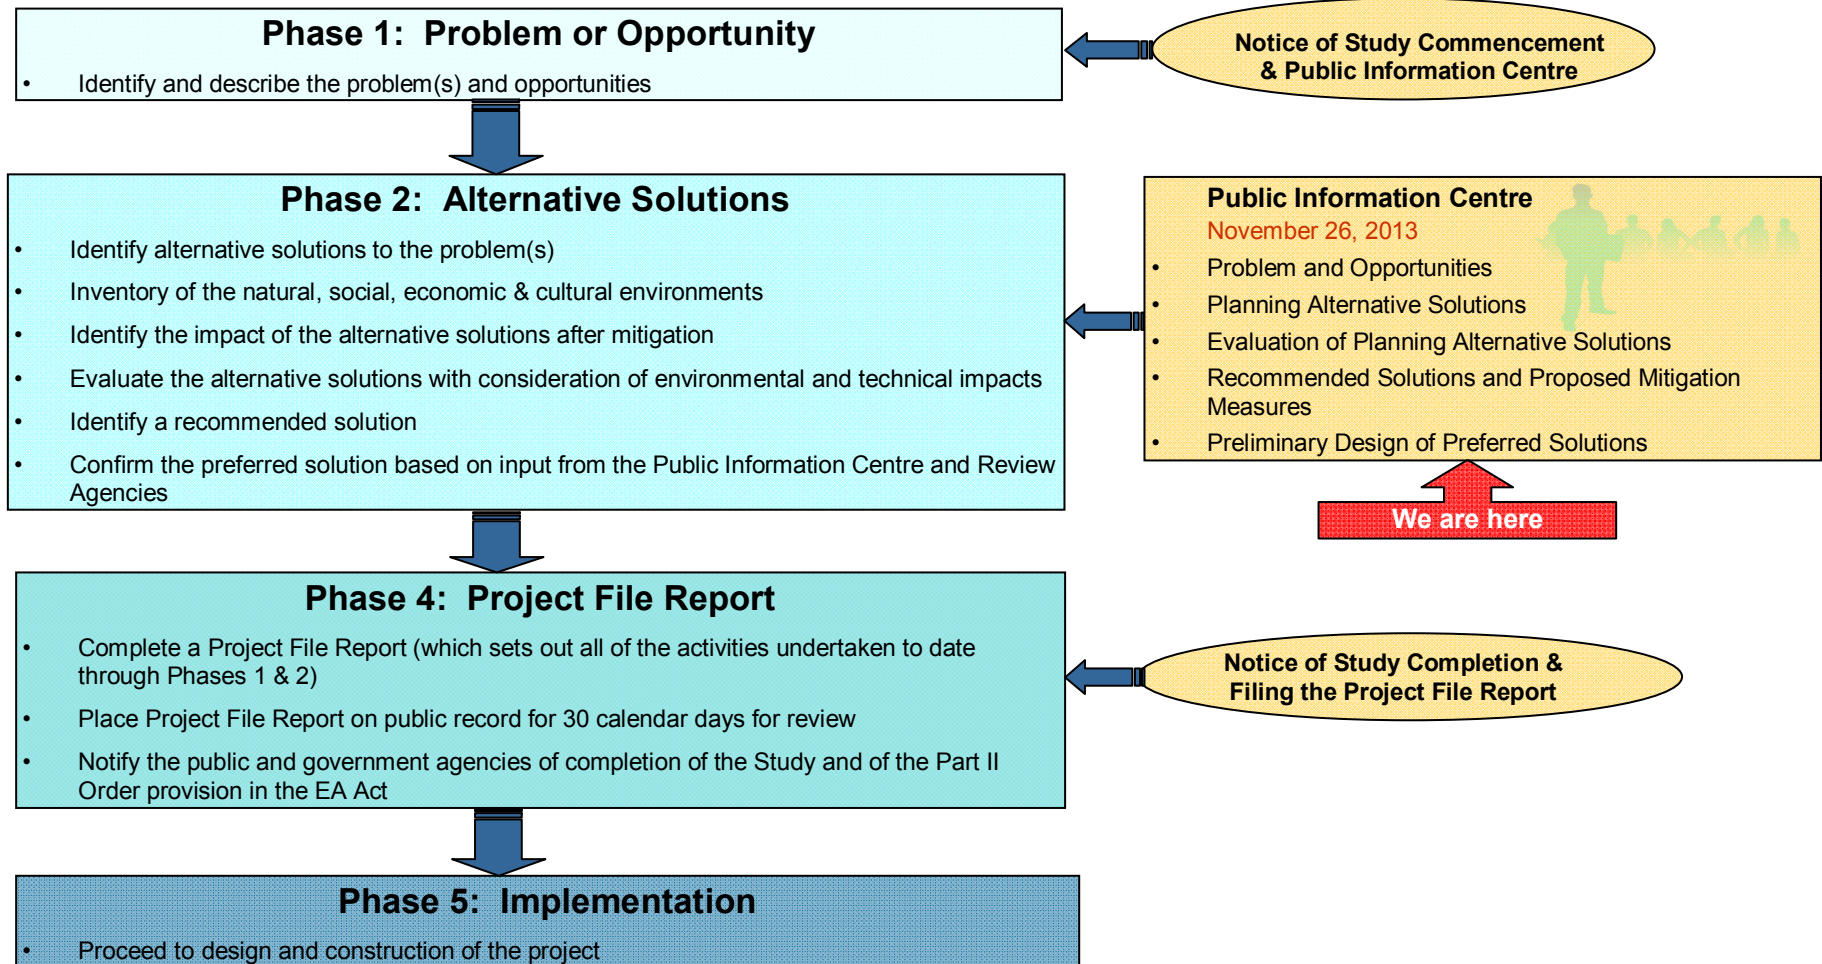 Phase 1: Problem or Opportunity
• Identify and describe the problem(s) and opportunities
Notice of Study Commencement
& Public Information Centre
Phase 2: Alternative Solutions
• Identify alternative solutions to the problem(s)
• Inventory of the natural, social, economic & cultural environments
• Identify the impact of the alternative solutions after mitigation
• Evaluate the alternative solutions with consideration of environmental and technical impacts
• Identify a recommended solution
• Confirm the preferred solution based on input from the Public Information Centre and Review
Agencies
Public Information Centre
November 26, 2013
• Problem and Opportunities
• Planning Alternative Solutions
• Evaluation of Planning Alternative Solutions
• Recommended Solutions and Proposed Mitigation
Measures
• Preliminary Design of Preferred Solutions
We are here
Phase 4: Project File Report
• Complete a Project File Report (which sets out all of the activities undertaken to date
through Phases 1 & 2)
• Place Project File Report on public record for 30 calendar days for review
• Notify the public and government agencies of completion of the Study and of the Part II
Order provision in the EA Act
Notice of Study Completion &
Filing the Project File Report
Phase 5: Implementation
• Proceed to design and construction of the project